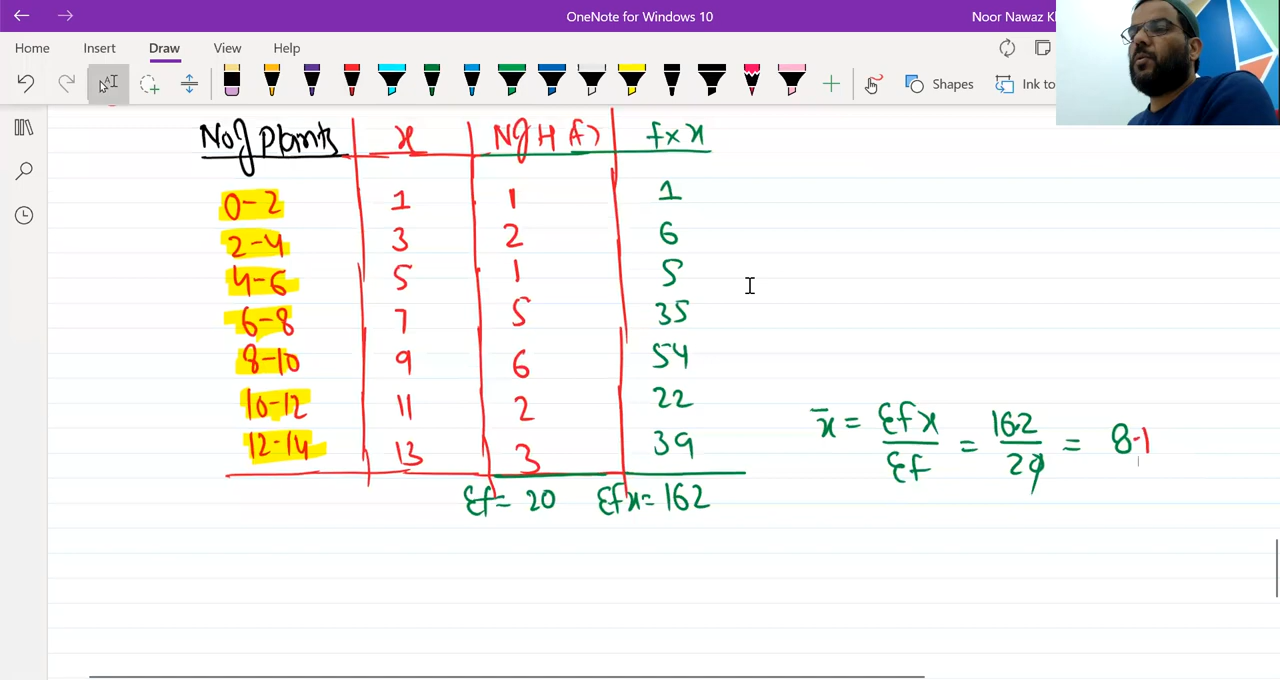 OneNote for Windows 10
Noor Nawaz Kh
Home Insert Draw View Help
Shapes Ink to
No of plants x N of H (f) f x x
0-2 1 1 1
2-4 3 2 6
4-6 5 1 5
6-8 7 5 35
8-10 9 6 54
10-12 11 2 22
12-14 13 3 39
Σf = 20 Σfx = 162
x̄ = Σfx / Σf = 16.2 / 20 = 8.1